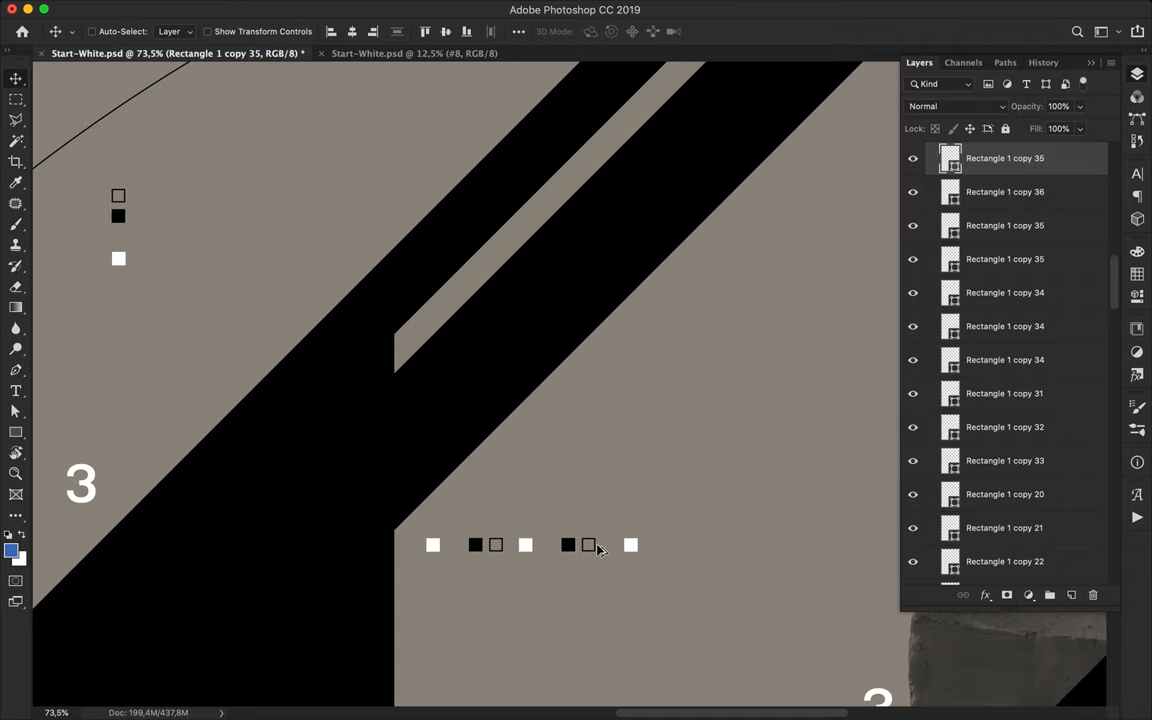 Adobe Photoshop CC 2019
Auto-Select: Layer Show Transform Controls 3D Mode:
Start-White.psd @ 73,5% (Rectangle 1 copy 35, RGB/8) *
Start-White.psd @ 12,5% (#8, RGB/8)
Layers Channels Paths History
Kind
Normal Opacity: 100%
Lock: Fill: 100%
Rectangle 1 copy 35
Rectangle 1 copy 36
Rectangle 1 copy 35
Rectangle 1 copy 35
Rectangle 1 copy 34
Rectangle 1 copy 34
Rectangle 1 copy 34
Rectangle 1 copy 31
Rectangle 1 copy 32
Rectangle 1 copy 33
Rectangle 1 copy 20
Rectangle 1 copy 21
Rectangle 1 copy 22
3
3
73,5% Doc: 199,4M/437,8M